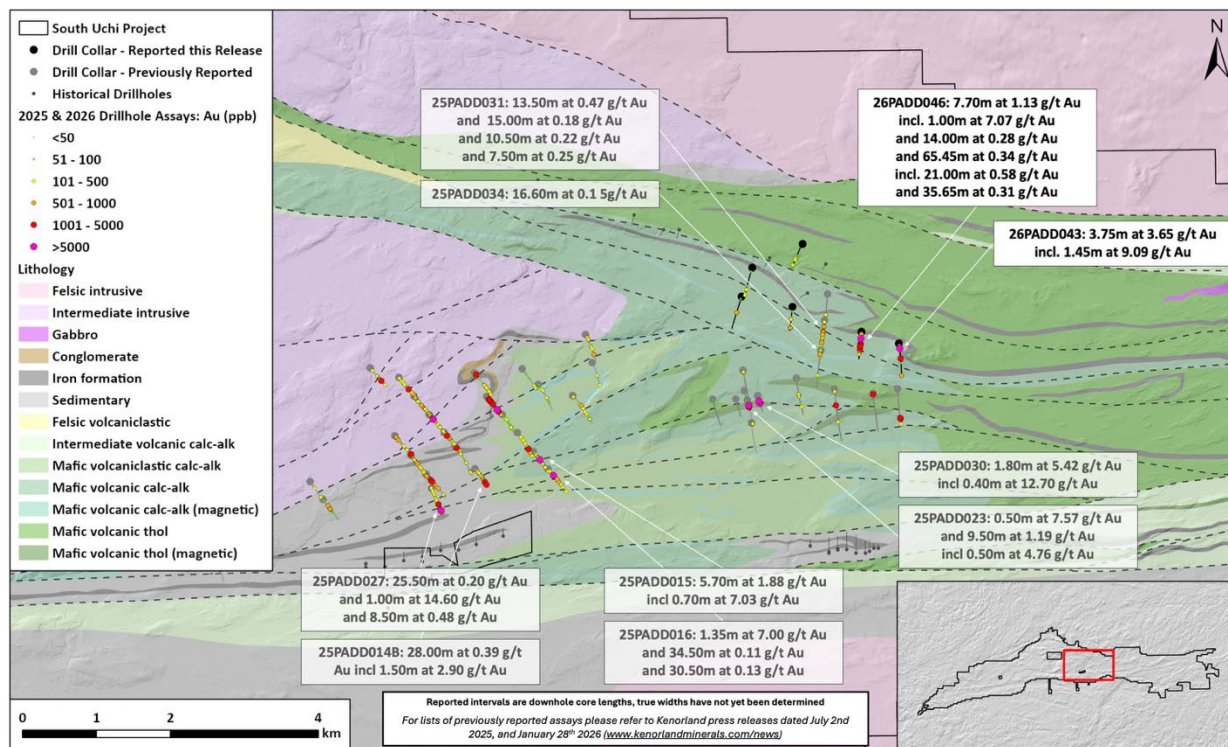 South Uchi Project
Drill Collar - Reported this Release
Drill Collar - Previously Reported
Historical Drillholes
2025 & 2026 Drillhole Assays: Au (ppb)
<50
51 - 100
101 - 500
501 - 1000
1001 - 5000
>5000
Lithology
Felsic intrusive
Intermediate intrusive
Gabbro
Conglomerate
Iron formation
Sedimentary
Felsic volcaniclastic
Intermediate volcanic calc-alk
Mafic volcaniclastic calc-alk
Mafic volcanic calc-alk
Mafic volcanic calc-alk (magnetic)
Mafic volcanic thol
Mafic volcanic thol (magnetic)
N
25PADD031: 13.50m at 0.47 g/t Au
and 15.00m at 0.18 g/t Au
and 10.50m at 0.22 g/t Au
and 7.50m at 0.25 g/t Au
25PADD034: 16.60m at 0.1 5g/t Au
26PADD046: 7.70m at 1.13 g/t Au
incl. 1.00m at 7.07 g/t Au
and 14.00m at 0.28 g/t Au
and 65.45m at 0.34 g/t Au
incl. 21.00m at 0.58 g/t Au
and 35.65m at 0.31 g/t Au
26PADD043: 3.75m at 3.65 g/t Au
incl. 1.45m at 9.09 g/t Au
25PADD030: 1.80m at 5.42 g/t Au
incl 0.40m at 12.70 g/t Au
25PADD023: 0.50m at 7.57 g/t Au
and 9.50m at 1.19 g/t Au
incl 0.50m at 4.76 g/t Au
25PADD027: 25.50m at 0.20 g/t Au
and 1.00m at 14.60 g/t Au
and 8.50m at 0.48 g/t Au
25PADD014B: 28.00m at 0.39 g/t
Au incl 1.50m at 2.90 g/t Au
25PADD015: 5.70m at 1.88 g/t Au
incl 0.70m at 7.03 g/t Au
25PADD016: 1.35m at 7.00 g/t Au
and 34.50m at 0.11 g/t Au
and 30.50m at 0.13 g/t Au
0 1 2 4
km
Reported intervals are downhole core lengths, true widths have not yet been determined
For lists of previously reported assays please refer to Kenorland press releases dated July 2nd
2025, and January 28th 2026 (www.kenorlandminerals.com/news)